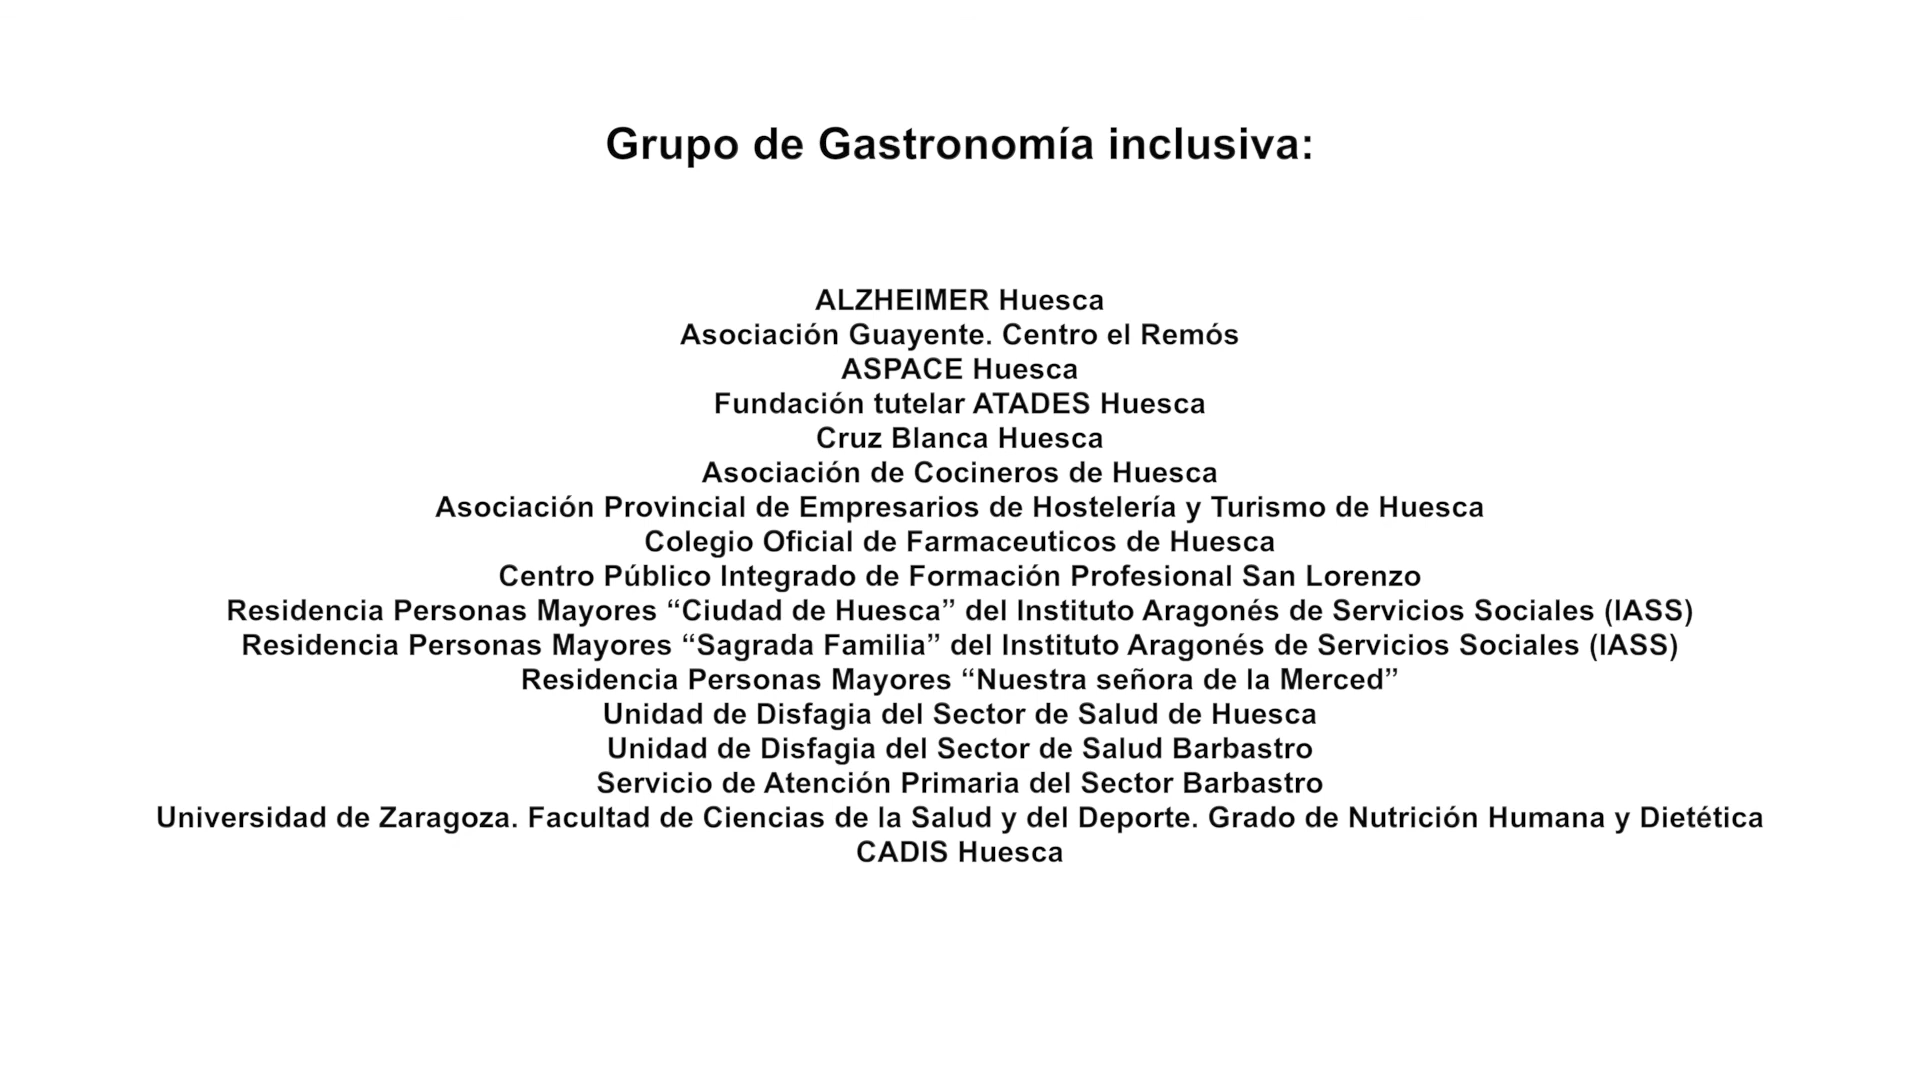 Grupo de Gastronomía inclusiva:
ALZHEIMER Huesca
Asociación Guayente. Centro el Remós
ASPACE Huesca
Fundación tutelar ATADES Huesca
Cruz Blanca Huesca
Asociación de Cocineros de Huesca
Asociación Provincial de Empresarios de Hostelería y Turismo de Huesca
Colegio Oficial de Farmaceuticos de Huesca
Centro Público Integrado de Formación Profesional San Lorenzo
Residencia Personas Mayores “Ciudad de Huesca” del Instituto Aragonés de Servicios Sociales (IASS)
Residencia Personas Mayores “Sagrada Familia” del Instituto Aragonés de Servicios Sociales (IASS)
Residencia Personas Mayores “Nuestra señora de la Merced”
Unidad de Disfagia del Sector de Salud de Huesca
Unidad de Disfagia del Sector de Salud Barbastro
Servicio de Atención Primaria del Sector Barbastro
Universidad de Zaragoza. Facultad de Ciencias de la Salud y del Deporte. Grado de Nutrición Humana y Dietética
CADIS Huesca